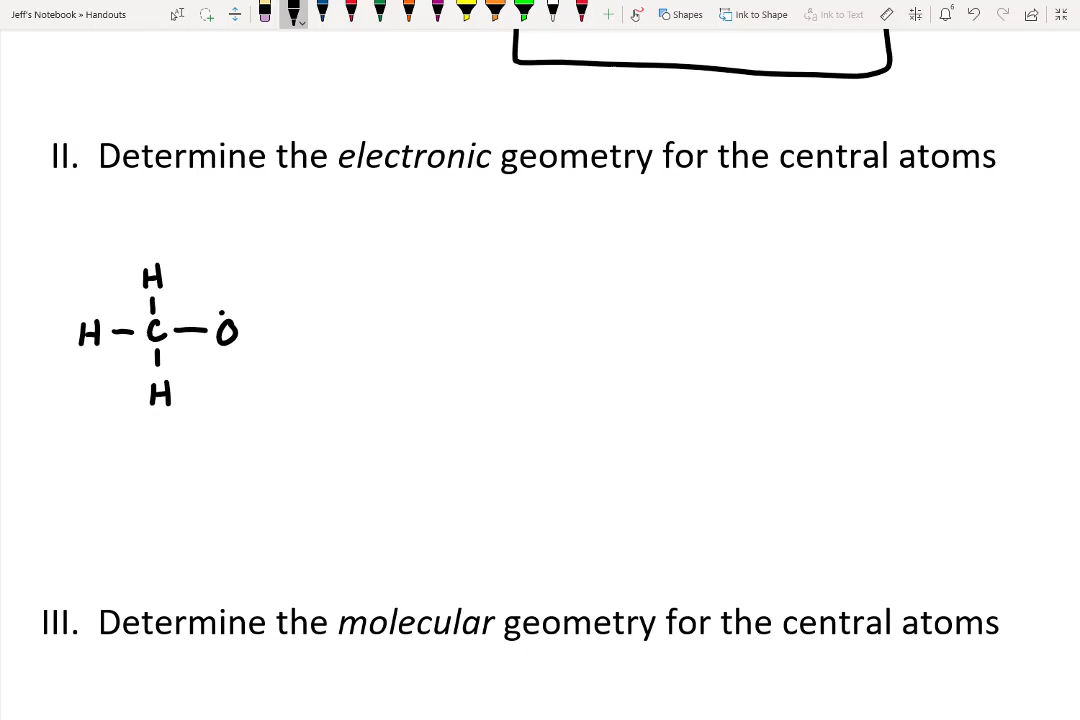 Jeff's Notebook » Handouts
6
Shapes
Ink to Shape
Ink to Text
II. Determine the electronic geometry for the central atoms
H
H – C – O
H
III. Determine the molecular geometry for the central atoms